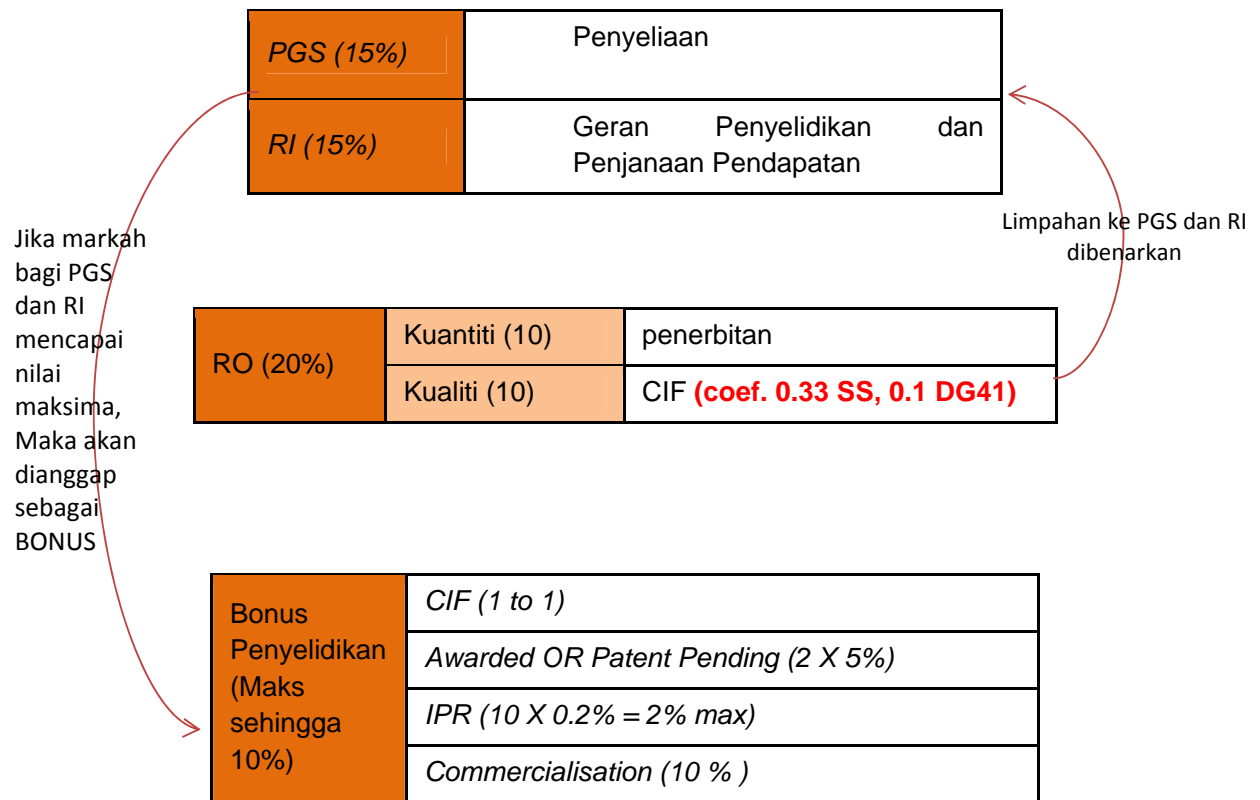 PGS (15%)
Penyeliaan
RI (15%)
Geran Penyelidikan dan
Penjanaan Pendapatan
Jika markah
bagi PGS
dan RI
mencapai
nilai
maksima,
Maka akan
dianggap
sebagai
BONUS
Limpahan ke PGS dan RI
dibenarkan
RO (20%)
Kuantiti (10)
penerbitan
Kualiti (10)
CIF (coef. 0.33 SS, 0.1 DG41)
Bonus
Penyelidikan
(Maks
sehingga
10%)
CIF (1 to 1)
Awarded OR Patent Pending (2 X 5%)
IPR (10 X 0.2% = 2% max)
Commercialisation (10 % )